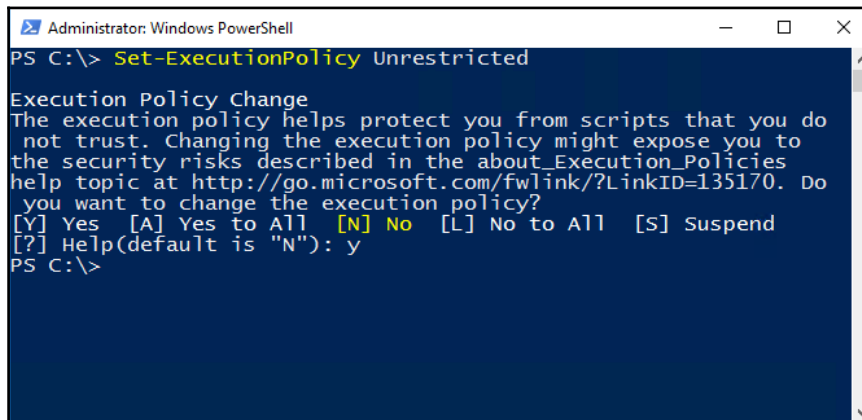 Administrator: Windows PowerShell
PS C:\> Set-ExecutionPolicy Unrestricted
Execution Policy Change
The execution policy helps protect you from scripts that you do
not trust. Changing the execution policy might expose you to
the security risks described in the about_Execution_Policies
help topic at http://go.microsoft.com/fwlink/?LinkID=135170. Do
you want to change the execution policy?
[Y] Yes  [A] Yes to All  [N] No  [L] No to All  [S] Suspend
[?] Help(default is "N"): y
PS C:\>